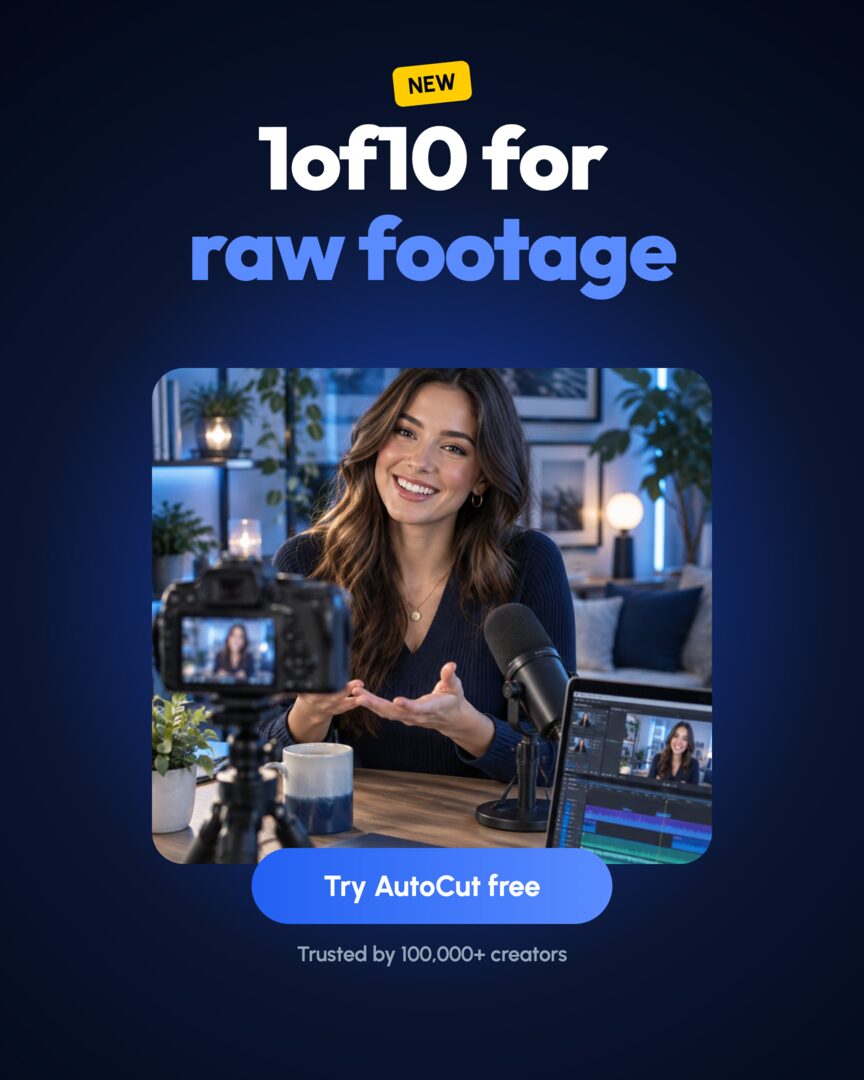 NEW
1of10 for
raw footage
Try AutoCut free
Trusted by 100,000+ creators